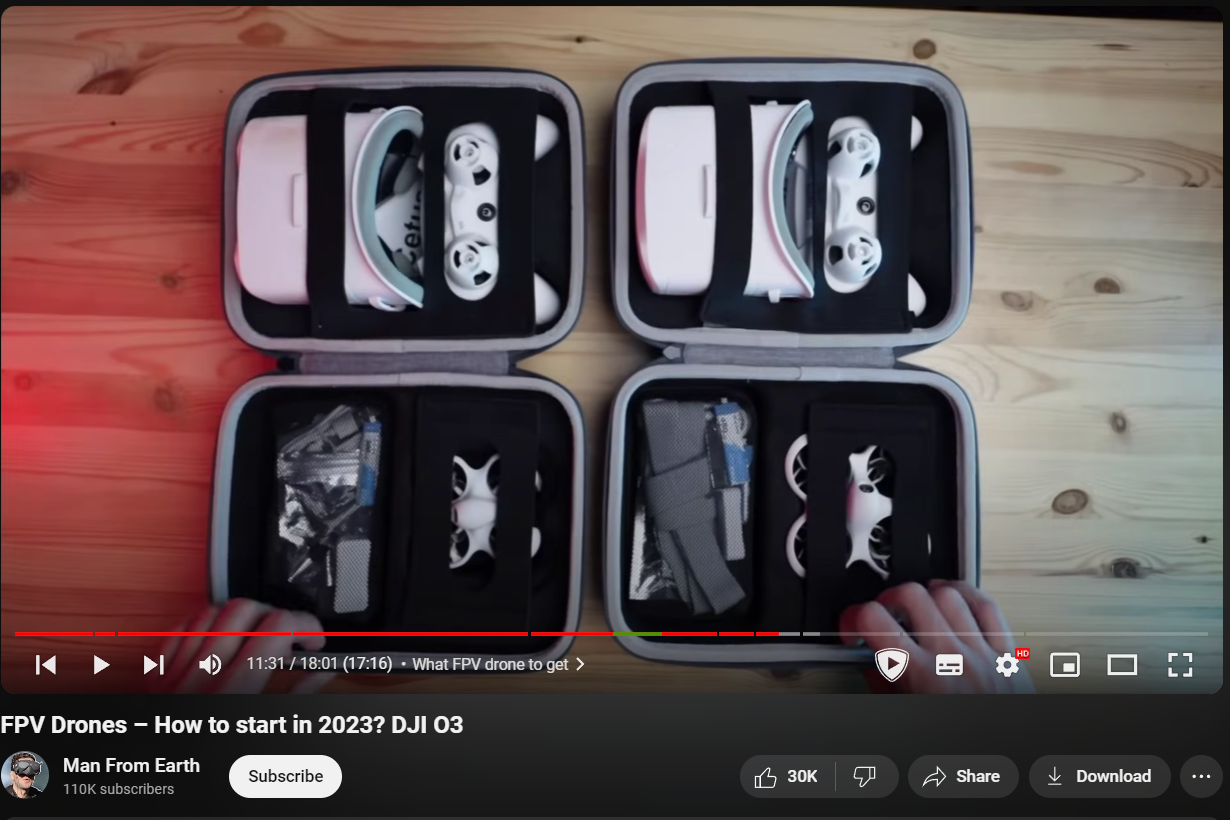 Cetus
HD
11:31 / 18:01 (17:16) • What FPV drone to get
FPV Drones – How to start in 2023? DJI O3
Man From Earth
110K subscribers
Subscribe
30K
Share
Download